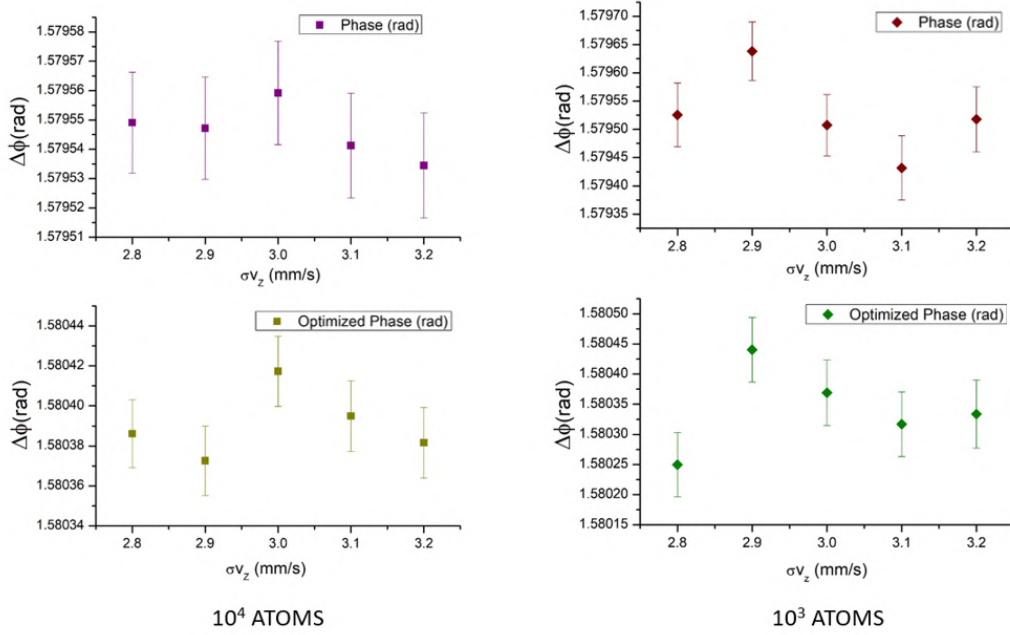 Phase (rad)
1.57958
1.57957
1.57956
1.57955
1.57954
1.57953
1.57952
1.57951
Δϕ(rad)
2.8 2.9 3.0 3.1 3.2
σv_z (mm/s)
Phase (rad)
1.57970
1.57965
1.57960
1.57955
1.57950
1.57945
1.57940
1.57935
Δϕ(rad)
2.8 2.9 3.0 3.1 3.2
σv_z (mm/s)
Optimized Phase (rad)
1.58044
1.58042
1.58040
1.58038
1.58036
1.58034
Δϕ(rad)
2.8 2.9 3.0 3.1 3.2
σv_z (mm/s)
Optimized Phase (rad)
1.58050
1.58045
1.58040
1.58035
1.58030
1.58025
1.58020
1.58015
Δϕ(rad)
2.8 2.9 3.0 3.1 3.2
σv_z (mm/s)
10⁴ ATOMS
10³ ATOMS